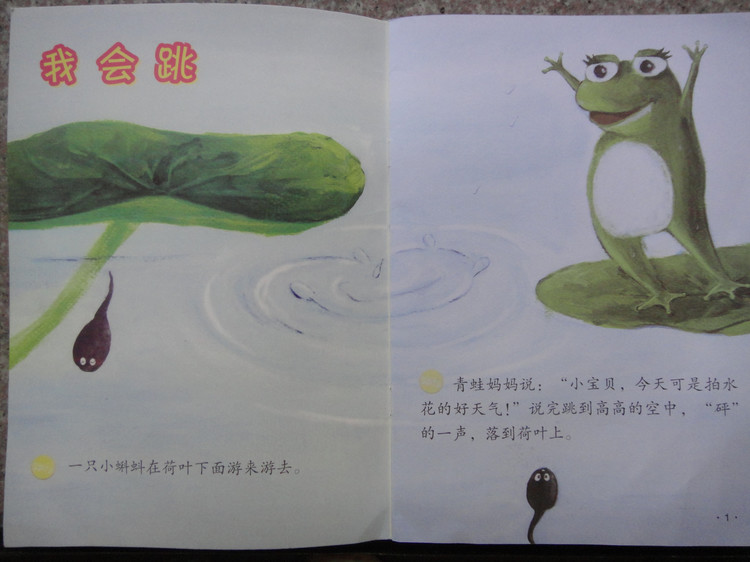 我会跳
一只小蝌蚪在荷叶下面游来游去。
青蛙妈妈说：“小宝贝，今天可是拍水
花的好天气！”说完跳到高高的空中，“砰”
的一声，落到荷叶上。
·1·